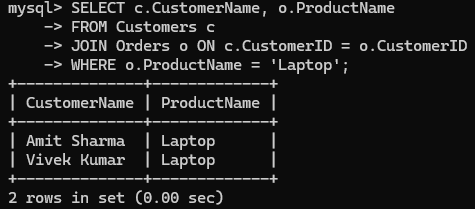 mysql> SELECT c.CustomerName, o.ProductName
    -> FROM Customers c
    -> JOIN Orders o ON c.CustomerID = o.CustomerID
    -> WHERE o.ProductName = 'Laptop';
+--------------+-------------+
| CustomerName | ProductName |
+--------------+-------------+
| Amit Sharma  | Laptop      |
| Vivek Kumar  | Laptop      |
+--------------+-------------+
2 rows in set (0.00 sec)